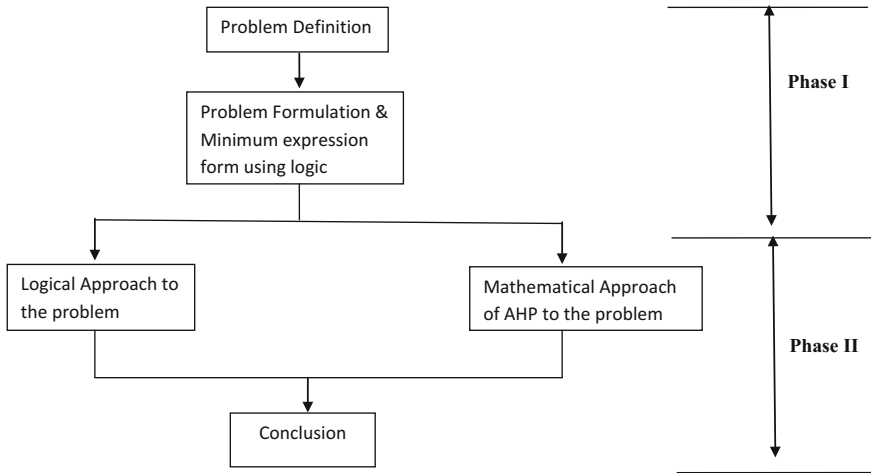 Problem Definition
Phase I
Problem Formulation &
Minimum expression
form using logic
Logical Approach to
the problem
Mathematical Approach
of AHP to the problem
Phase II
Conclusion